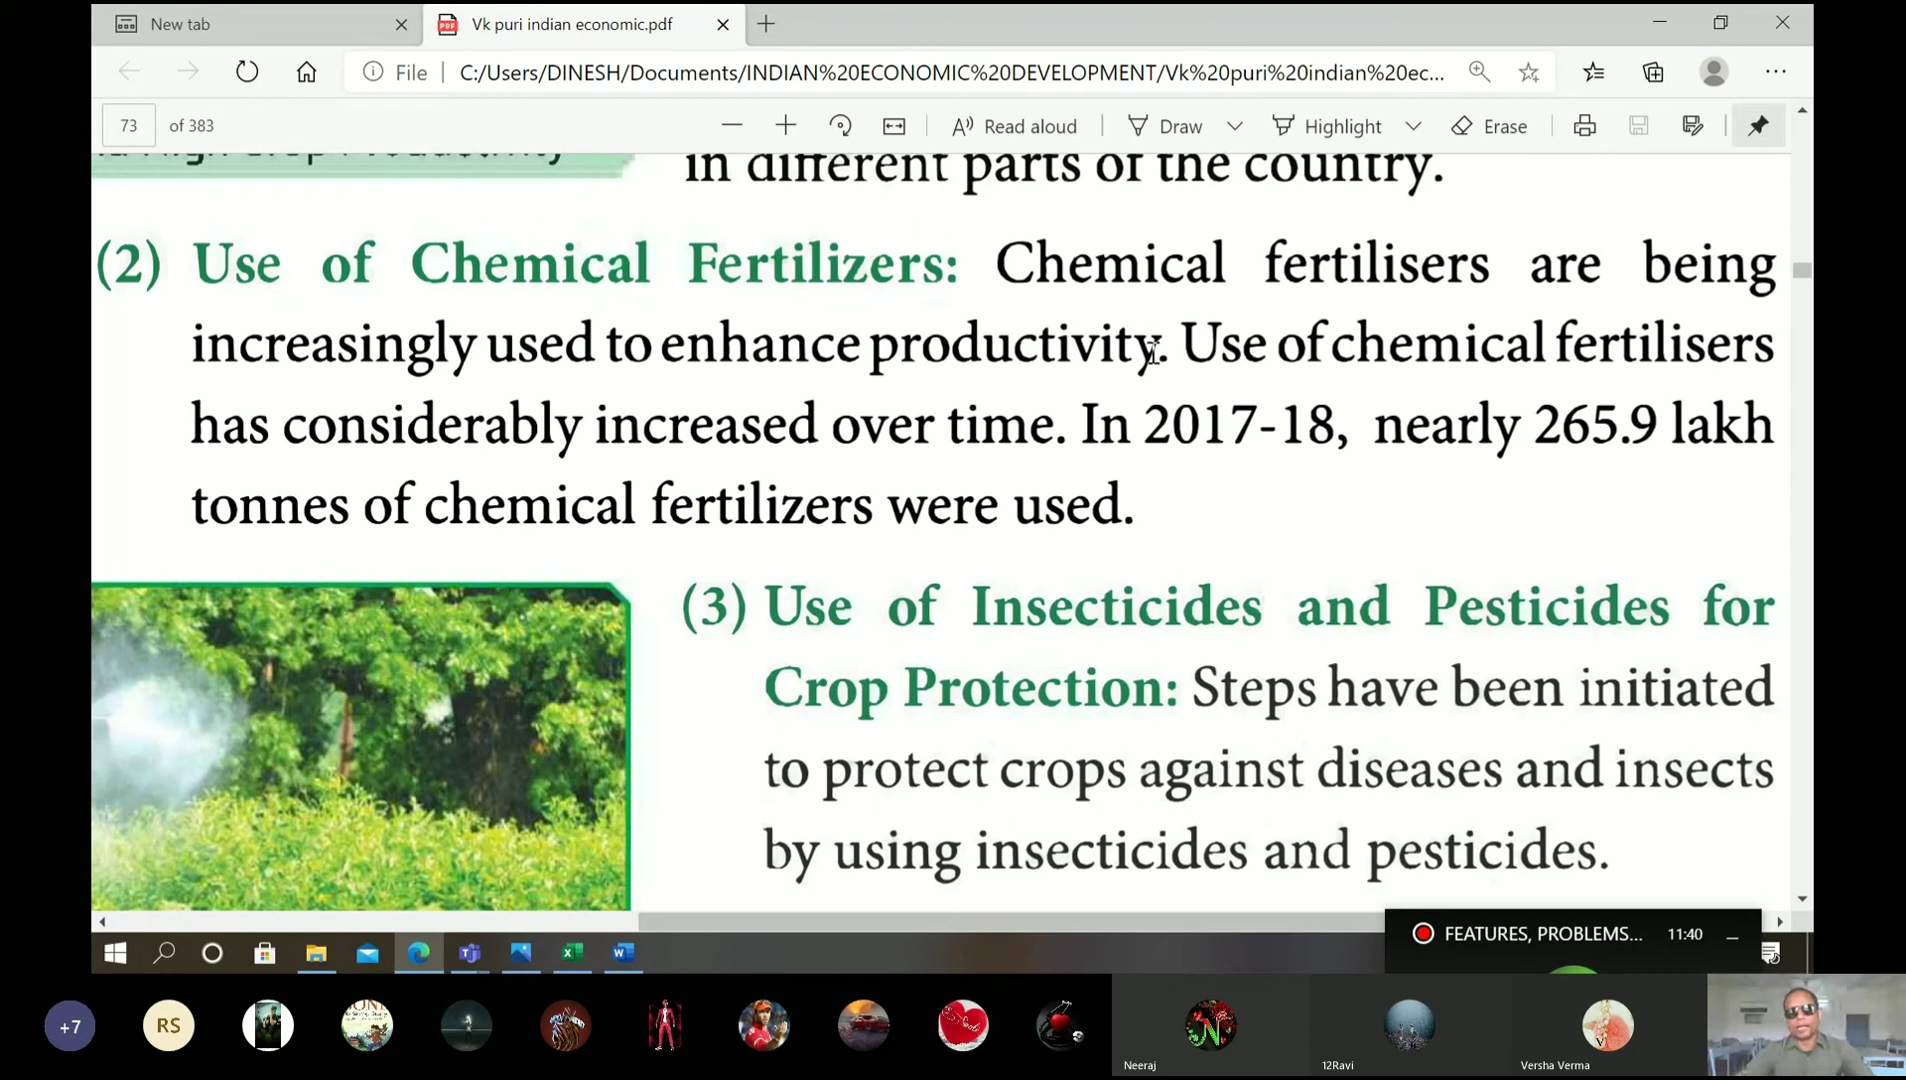 New tab
Vk puri indian economic.pdf
File
C:/Users/DINESH/Documents/INDIAN%20ECONOMIC%20DEVELOPMENT/Vk%20puri%20indian%20ec...
73 of 383
Read aloud
Draw
Highlight
Erase
in different parts of the country.
(2) Use of Chemical Fertilizers: Chemical fertilisers are being
increasingly used to enhance productivity. Use of chemical fertilisers
has considerably increased over time. In 2017-18, nearly 265.9 lakh
tonnes of chemical fertilizers were used.
(3) Use of Insecticides and Pesticides for
Crop Protection: Steps have been initiated
to protect crops against diseases and insects
by using insecticides and pesticides.
FEATURES, PROBLEMS... 11:40
+7
RS
Neeraj
12Ravi
Versha Verma